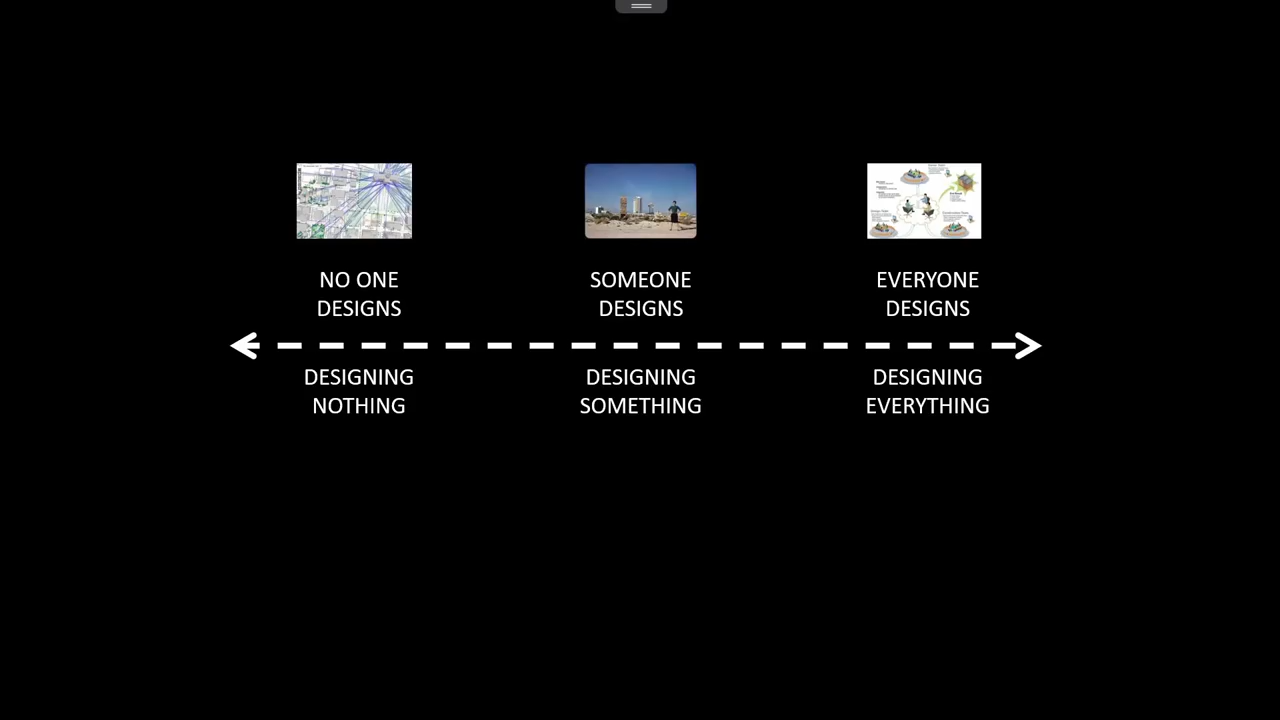 NO ONE
DESIGNS
SOMEONE
DESIGNS
EVERYONE
DESIGNS
DESIGNING
NOTHING
DESIGNING
SOMETHING
DESIGNING
EVERYTHING